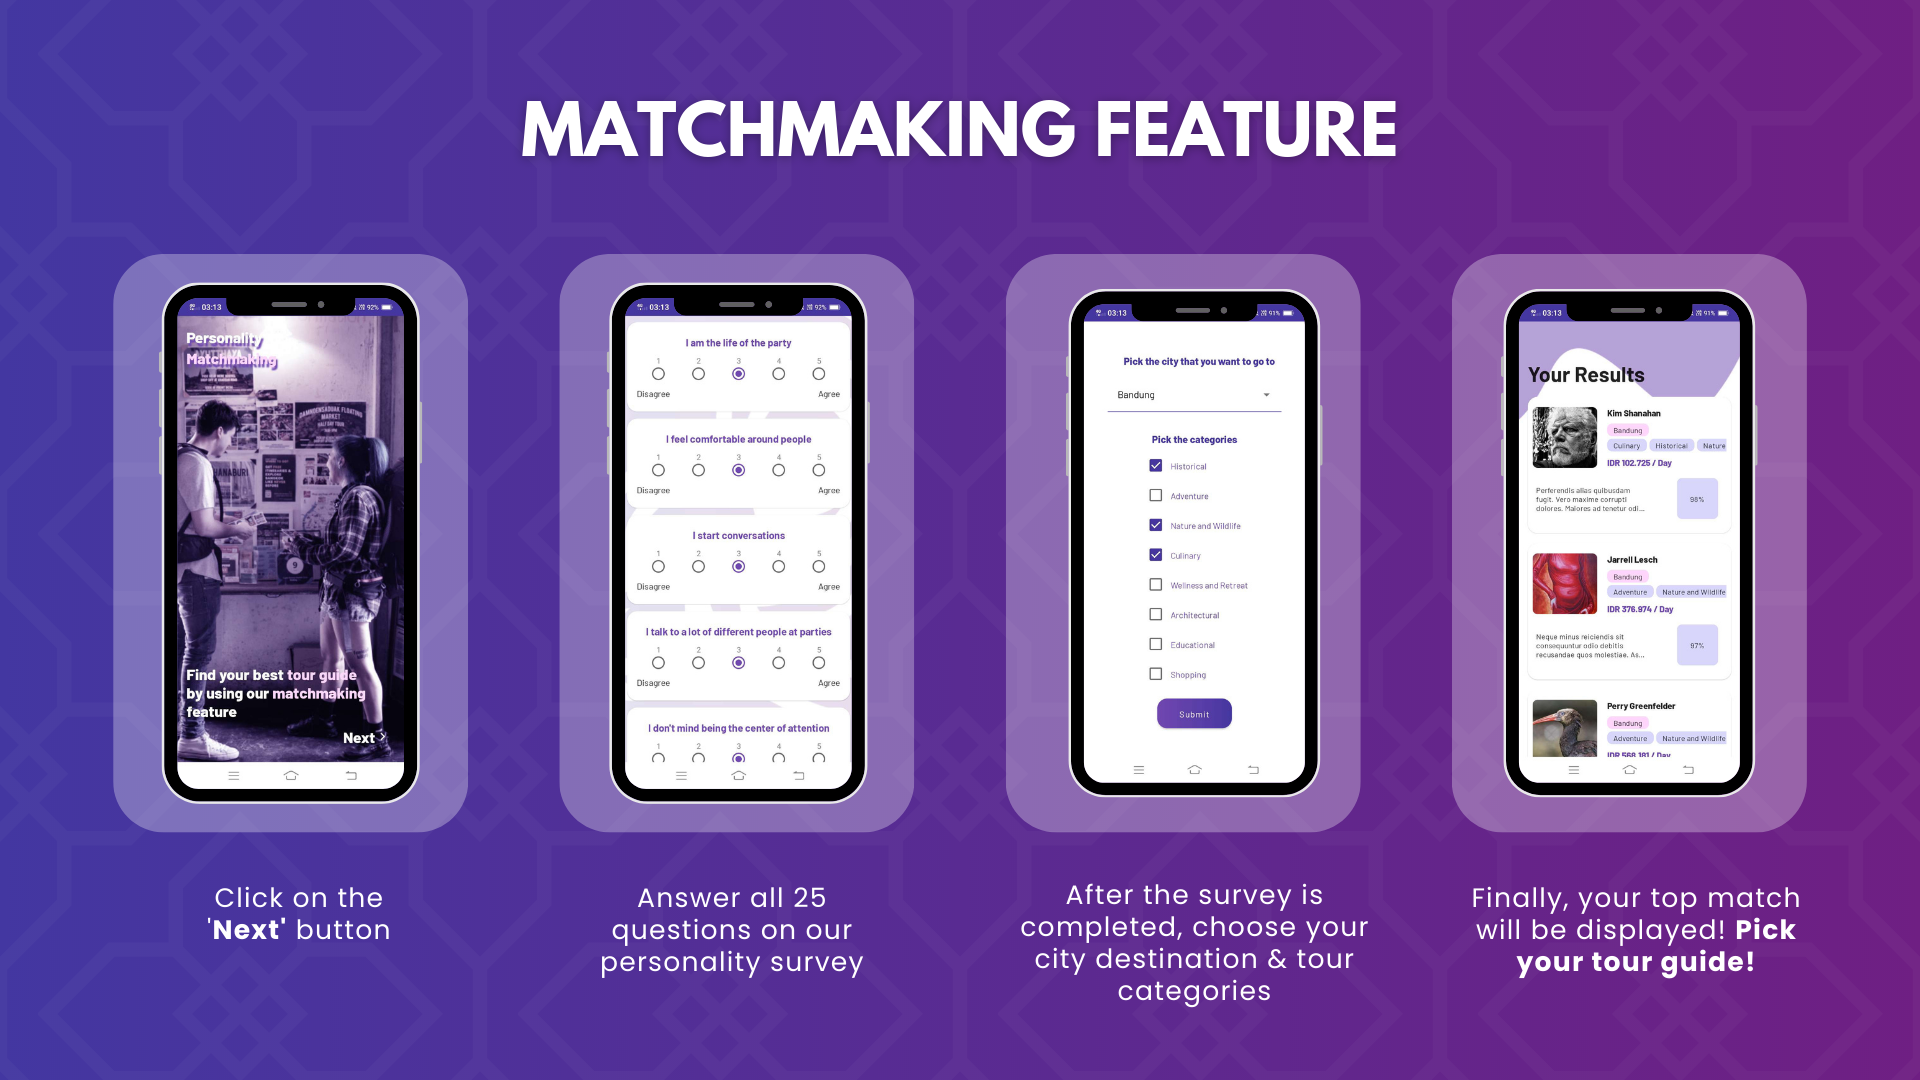 MATCHMAKING FEATURE
03:13
92%
Personality
Matchmaking
DAMNOENSADUAK FLOATING
MARKET
HANABURI
9
Find your best tour guide
by using our matchmaking
feature
Next
Click on the
'Next' button
03:13
92%
I am the life of the party
1 2 3 4 5
Disagree Agree
I feel comfortable around people
1 2 3 4 5
Disagree Agree
I start conversations
1 2 3 4 5
Disagree Agree
I talk to a lot of different people at parties
1 2 3 4 5
Disagree Agree
I don't mind being the center of attention
1 2 3 4 5
Answer all 25
questions on our
personality survey
03:13
91%
Pick the city that you want to go to
Bandung
Pick the categories
Historical
Adventure
Nature and Wildlife
Culinary
Wellness and Retreat
Architectural
Educational
Shopping
Submit
After the survey is
completed, choose your
city destination & tour
categories
03:13
91%
Your Results
Kim Shanahan
Bandung
Culinary Historical Nature
IDR 102.725 / Day
Perferendis alias quibusdam
fugit. Vero maxime corrupti
dolores. Maiores ad tenetur odi...
98%
Jarrell Lesch
Bandung
Adventure Nature and Wildlife
IDR 376.974 / Day
Neque minus reiciendis sit
consequuntur odio debitis
recusandae quos molestiae. As...
97%
Perry Greenfelder
Bandung
Adventure Nature and Wildlife
IDR 568.181 / Day
Finally, your top match
will be displayed! Pick
your tour guide!